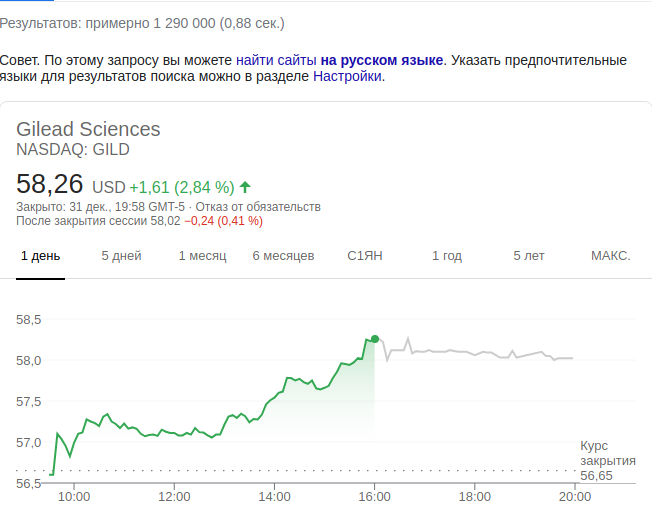 Результатов: примерно 1 290 000 (0,88 сек.)
Совет. По этому запросу вы можете найти сайты на русском языке. Указать предпочтительные
языки для результатов поиска можно в разделе Настройки.
Gilead Sciences
NASDAQ: GILD
58,26 USD +1,61 (2,84 %)
Закрыто: 31 дек., 19:58 GMT-5 · Отказ от обязательств
После закрытия сессии 58,02 −0,24 (0,41 %)
1 день 5 дней 1 месяц 6 месяцев С1ЯН 1 год 5 лет МАКС.
58,5
58,0
57,5
57,0
Курс
закрытия
56,65
56,5
10:00 12:00 14:00 16:00 18:00 20:00